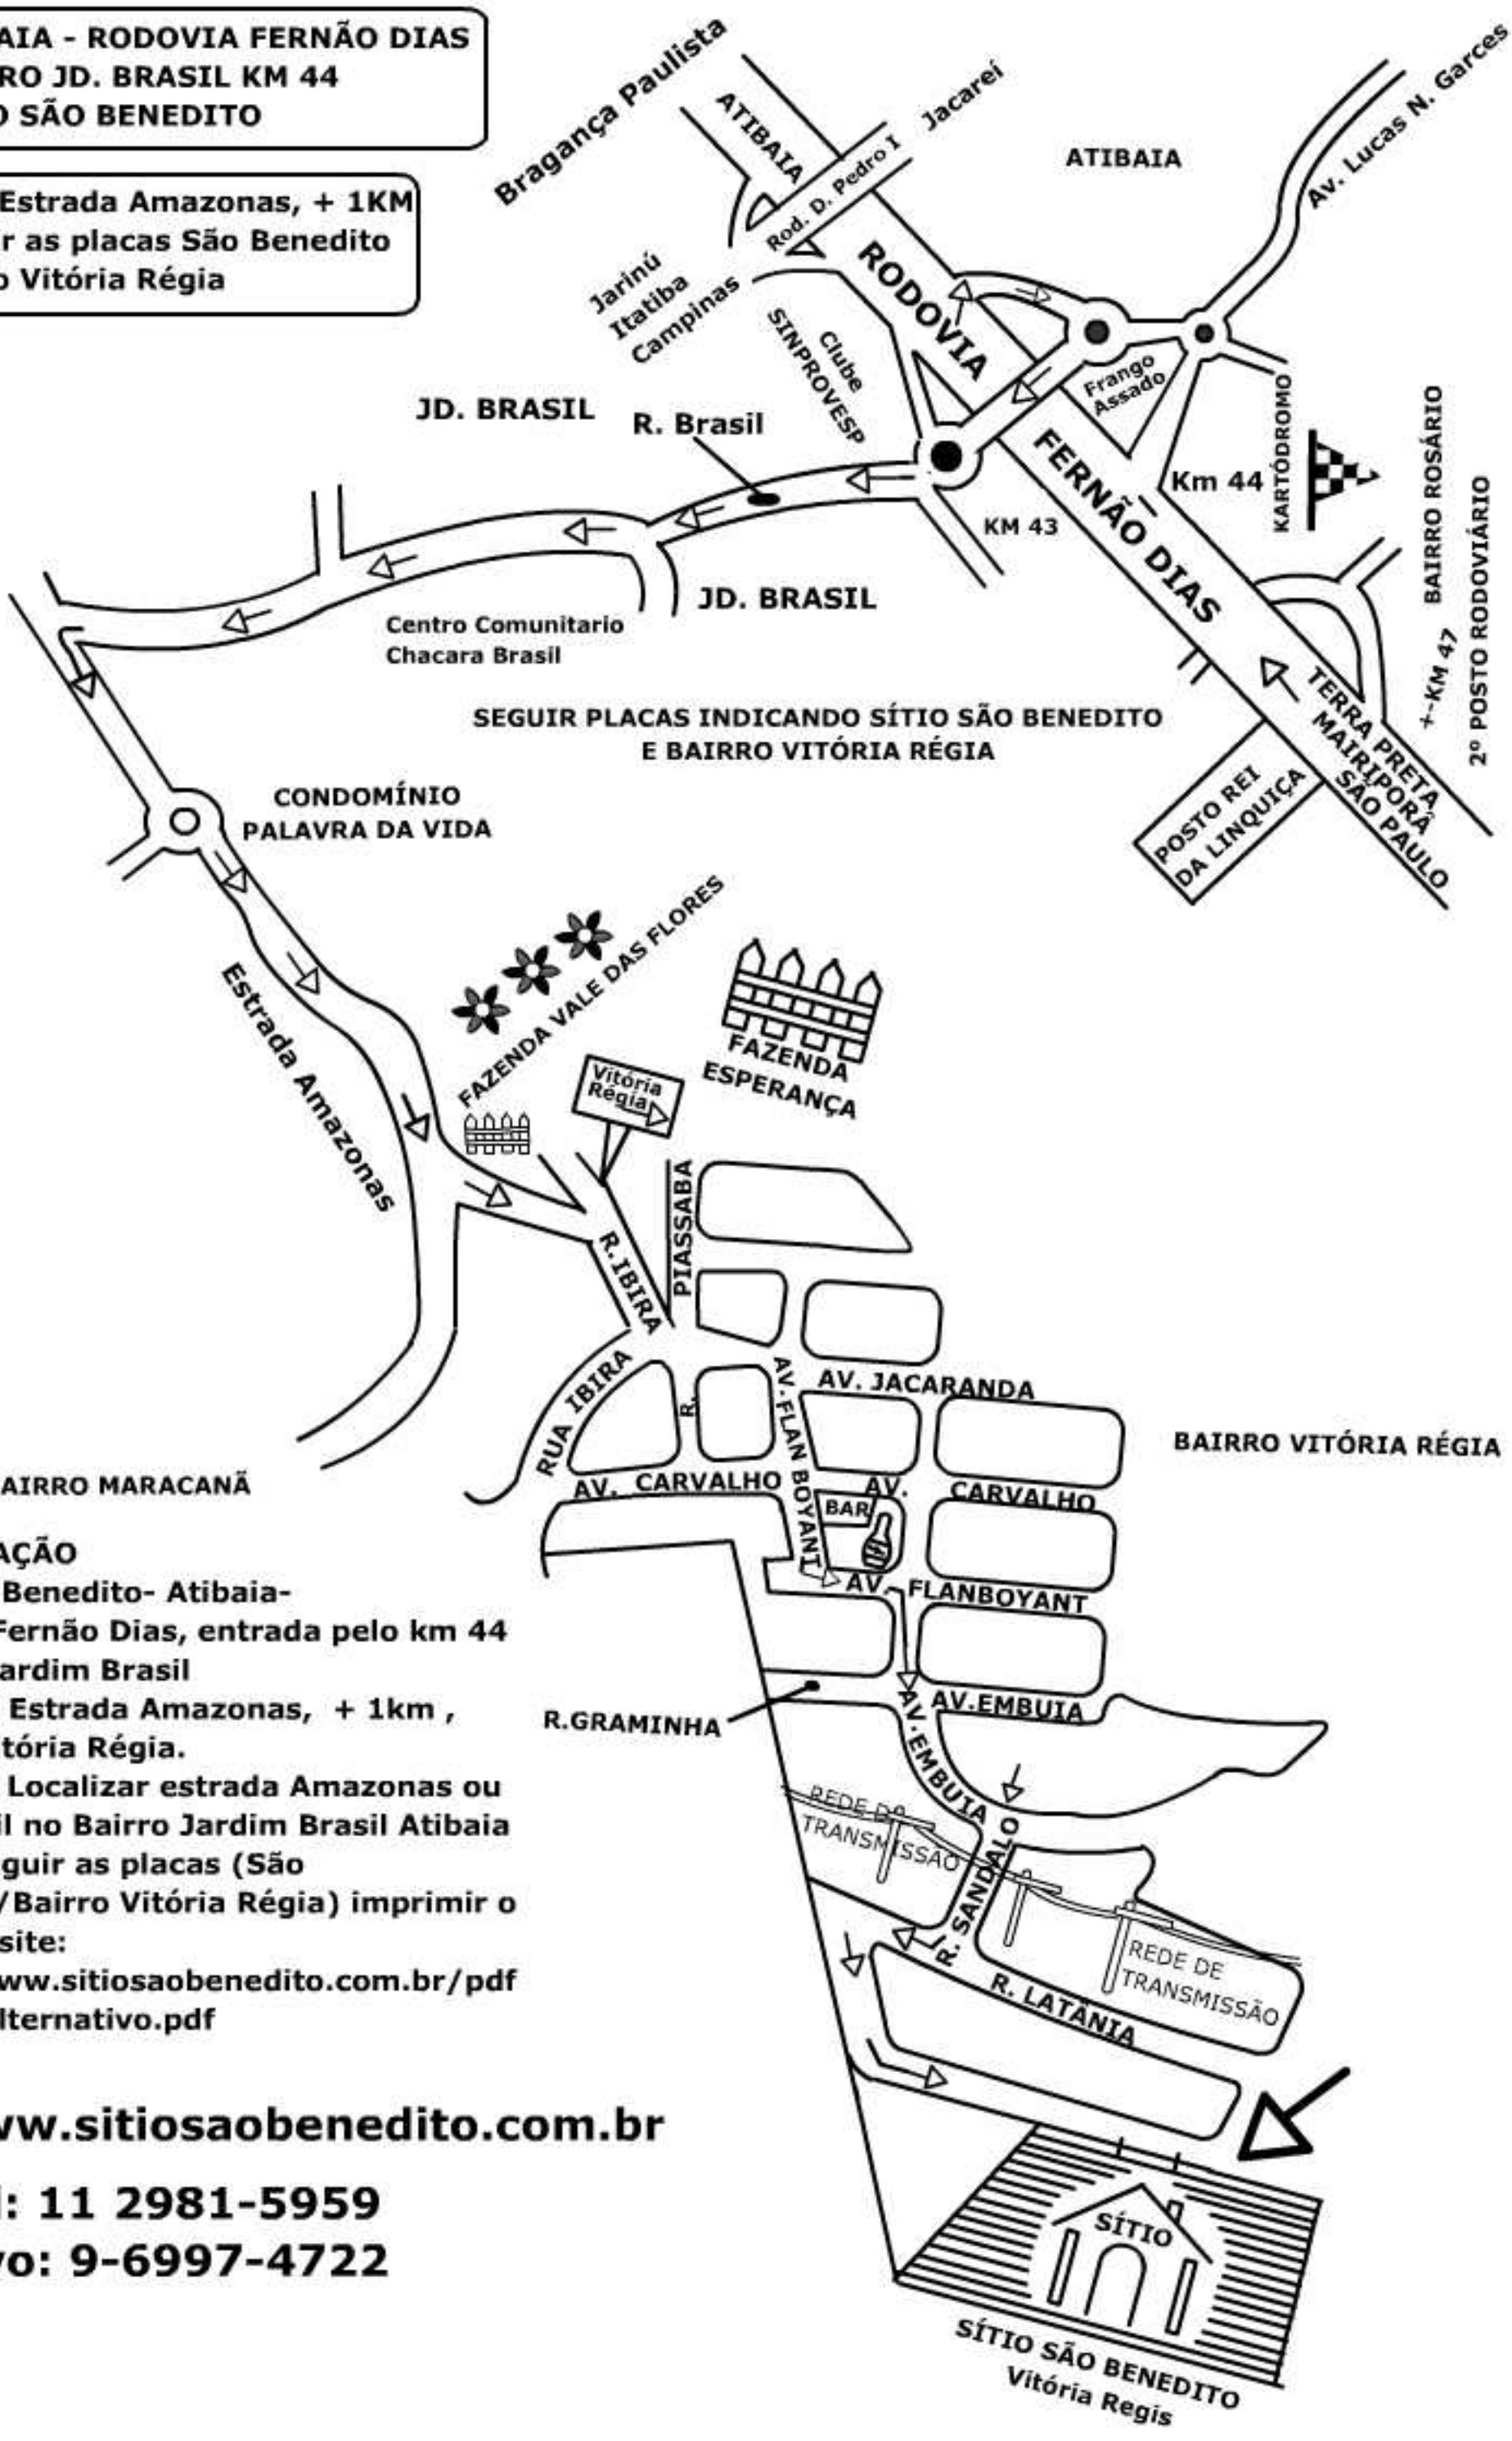 AIA - RODOVIA FERNÃO DIAS
RO JD. BRASIL KM 44
O SÃO BENEDITO
Estrada Amazonas, + 1KM
r as placas São Benedito
o Vitória Régia
Bragança Paulista
ATIBAIA
Rod. D. Pedro I
Jacareí
ATIBAIA
Av. Lucas N. Garces
Jarinú
Itatiba
Campinas
RODOVIA
Clube
SINPROVESP
Frango
Assado
JD. BRASIL
R. Brasil
FERNÃO DIAS
Km 44
KARTÓDROMO
BAIRRO ROSÁRIO
+-KM 47
2º POSTO RODOVIÁRIO
KM 43
JD. BRASIL
Centro Comunitario
Chacara Brasil
SEGUIR PLACAS INDICANDO SÍTIO SÃO BENEDITO
E BAIRRO VITÓRIA RÉGIA
TERRA PRETA
MAIRIPORÃ
SÃO PAULO
POSTO REI
DA LINQUIÇA
CONDOMÍNIO
PALAVRA DA VIDA
Estrada Amazonas
FAZENDA VALE DAS FLORES
FAZENDA
ESPERANÇA
Vitória
Régia
PIASSABA
R.IBIRA
RUA IBIRA
R.
AV. FLAN BOYANT
AV. JACARANDA
BAIRRO VITÓRIA RÉGIA
AV. CARVALHO
AV. CARVALHO
BAR
AV. FLANBOYANT
AIRRO MARACANÃ
AÇÃO
Benedito- Atibaia-
Fernão Dias, entrada pelo km 44
ardim Brasil
Estrada Amazonas, + 1km ,
tória Régia.
Localizar estrada Amazonas ou
il no Bairro Jardim Brasil Atibaia
guir as placas (São
/Bairro Vitória Régia) imprimir o
site:
ww.sitiosaobenedito.com.br/pdf
lternativo.pdf
R.GRAMINHA
AV.EMBUIA
AV.EMBUIA
REDE DE
TRANSMISSÃO
R. SANDALO
R. LATÂNIA
REDE DE
TRANSMISSÃO
ww.sitiosaobenedito.com.br
l: 11 2981-5959
vo: 9-6997-4722
SÍTIO
SÍTIO SÃO BENEDITO
Vitória Regis